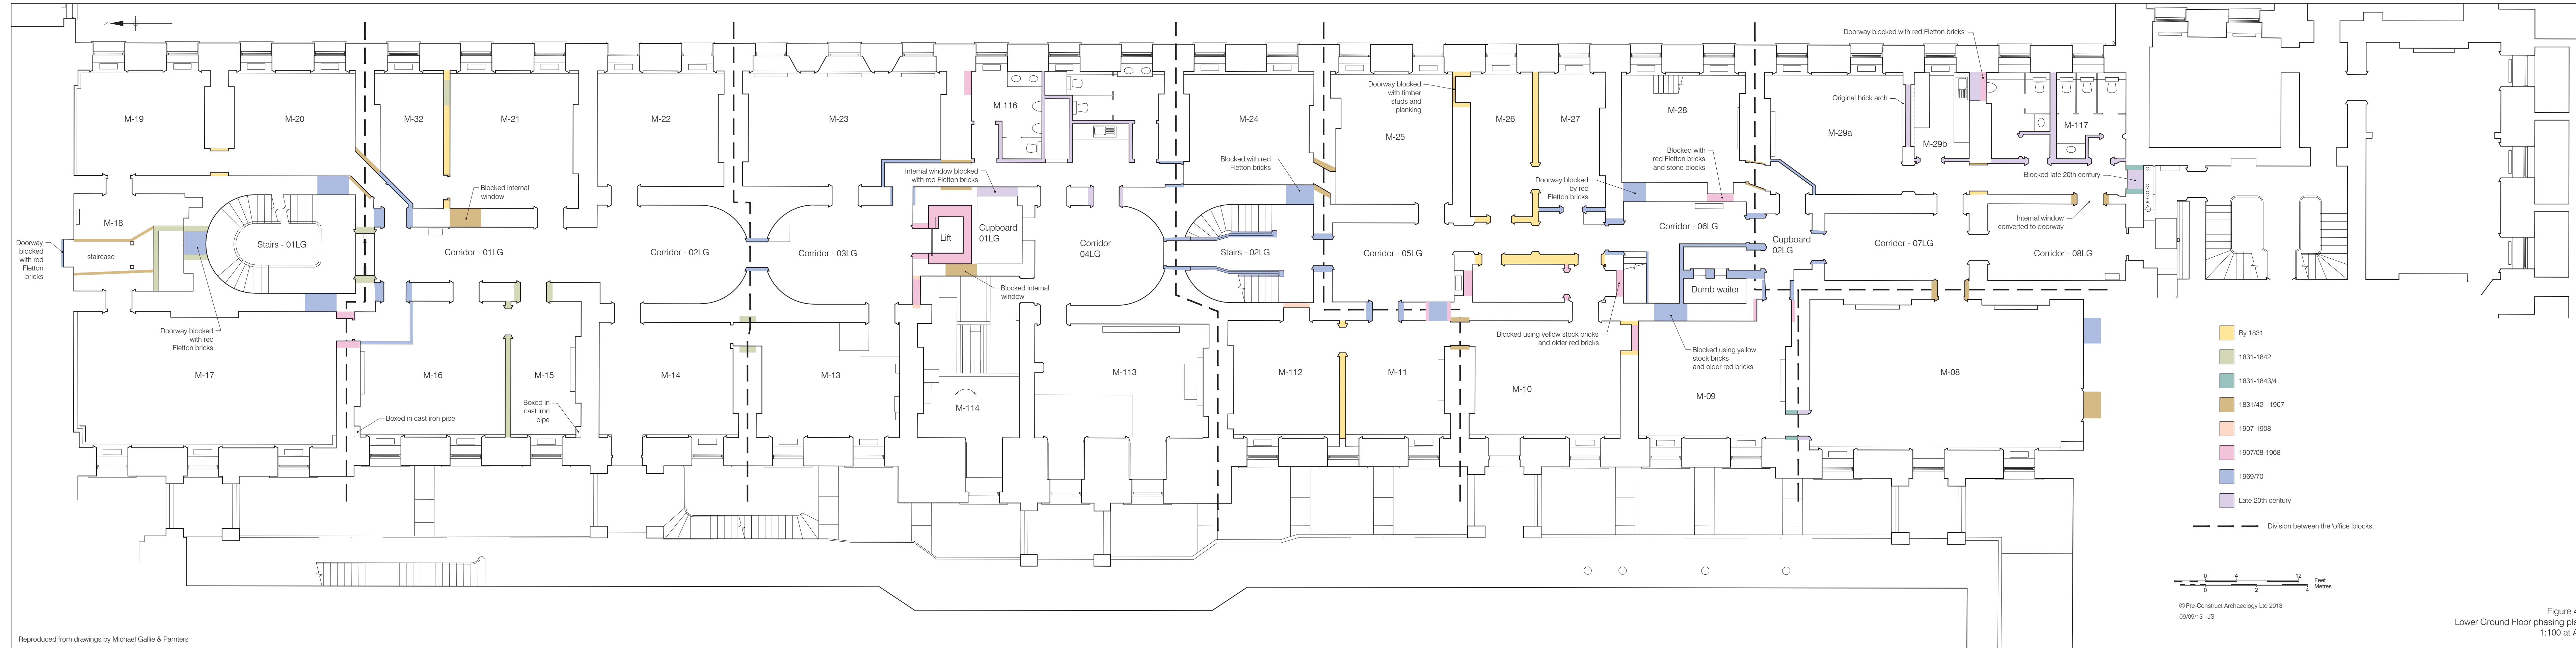 N
Doorway blocked with red Fletton bricks
M-19
M-20
M-32
M-21
M-22
M-23
M-116
M-24
Doorway blocked
with timber
studs and
planking
M-25
M-26
M-27
M-28
Original brick arch
M-29a
M-29b
M-117
Blocked with red
Fletton bricks
Blocked with
red Fletton bricks
and stone blocks
Internal window blocked
with red Fletton bricks
Blocked late 20th century
Doorway blocked
by red
Fletton bricks
Blocked internal
window
M-18
Doorway
blocked
with red
Fletton
bricks
staircase
Stairs - 01LG
Corridor - 01LG
Corridor - 02LG
Corridor - 03LG
Lift
Cupboard
01LG
Corridor
04LG
Stairs - 02LG
Corridor - 05LG
Corridor - 06LG
Cupboard
02LG
Corridor - 07LG
Internal window
converted to doorway
Corridor - 08LG
Blocked internal
window
Dumb waiter
Doorway blocked
with red
Fletton bricks
Blocked using yellow stock bricks
and older red bricks
Blocked using yellow
stock bricks
and older red bricks
M-17
M-16
M-15
M-14
M-13
M-114
M-113
M-112
M-11
M-10
M-09
M-08
Boxed in cast iron pipe
Boxed in
cast iron
pipe
By 1831
1831-1842
1831-1843/4
1831/42 - 1907
1907-1908
1907/08-1968
1969/70
Late 20th century
Division between the 'office' blocks.
0 4 12 Feet
0 2 4 Metres
© Pre-Construct Archaeology Ltd 2013
09/09/13 JS
Figure 4
Lower Ground Floor phasing pla
1:100 at A
Reproduced from drawings by Michael Gallie & Parnters